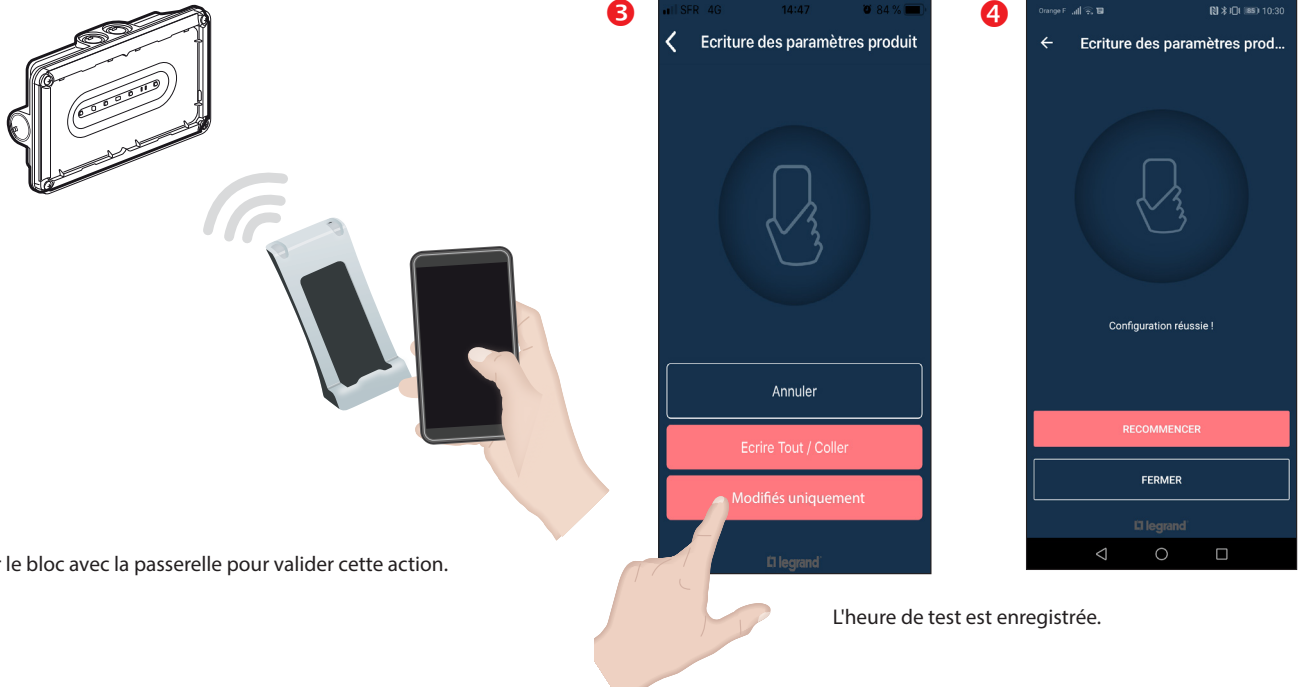 3
SFR 4G 14:47 84 %
Ecriture des paramètres produit
Annuler
Ecrire Tout / Coller
Modifiés uniquement
legrand
4
Orange F 85 10:30
Ecriture des paramètres prod...
Configuration réussie !
RECOMMENCER
FERMER
legrand
le bloc avec la passerelle pour valider cette action.
L'heure de test est enregistrée.